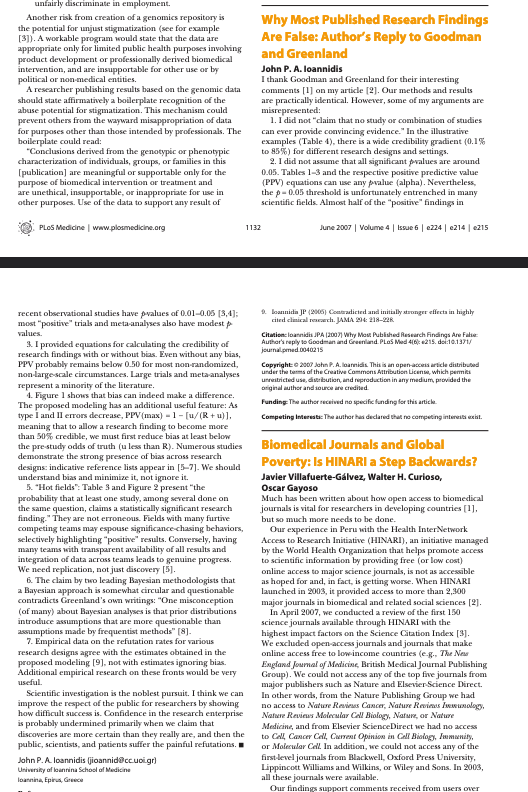 unfairly discriminate in employment.
Another risk from creation of a genomics repository is
the potential for unjust stigmatization (see for example
[3]). A workable program would state that the data are
appropriate only for limited public health purposes involving
product development or professionally derived biomedical
intervention, and are insupportable for other use or by
political or non-medical entities.
A researcher publishing results based on the genomic data
should state affirmatively a boilerplate recognition of the
abuse potential for stigmatization. This mechanism could
prevent others from the wayward misappropriation of data
for purposes other than those intended by professionals. The
boilerplate could read:
“Conclusions derived from the genotypic or phenotypic
characterization of individuals, groups, or families in this
[publication] are meaningful or supportable only for the
purpose of biomedical intervention or treatment and
are unethical, insupportable, or inappropriate for use in
other purposes. Use of the data to support any result of
Why Most Published Research Findings
Are False: Author’s Reply to Goodman
and Greenland
John P. A. Ioannidis
I thank Goodman and Greenland for their interesting
comments [1] on my article [2]. Our methods and results
are practically identical. However, some of my arguments are
misrepresented:
1. I did not “claim that no study or combination of studies
can ever provide convincing evidence.” In the illustrative
examples (Table 4), there is a wide credibility gradient (0.1%
to 85%) for different research designs and settings.
2. I did not assume that all significant p-values are around
0.05. Tables 1–3 and the respective positive predictive value
(PPV) equations can use any p-value (alpha). Nevertheless,
the p = 0.05 threshold is unfortunately entrenched in many
scientific fields. Almost half of the “positive” findings in
PLoS Medicine | www.plosmedicine.org
1132
June 2007 | Volume 4 | Issue 6 | e224 | e214 | e215
recent observational studies have p-values of 0.01–0.05 [3,4];
most “positive” trials and meta-analyses also have modest p-
values.
3. I provided equations for calculating the credibility of
research findings with or without bias. Even without any bias,
PPV probably remains below 0.50 for most non-randomized,
non-large-scale circumstances. Large trials and meta-analyses
represent a minority of the literature.
4. Figure 1 shows that bias can indeed make a difference.
The proposed modeling has an additional useful feature: As
type I and II errors decrease, PPV(max) = 1 − [u/(R + u)],
meaning that to allow a research finding to become more
than 50% credible, we must first reduce bias at least below
the pre-study odds of truth (u less than R). Numerous studies
demonstrate the strong presence of bias across research
designs: indicative reference lists appear in [5–7]. We should
understand bias and minimize it, not ignore it.
5. “Hot fields”: Table 3 and Figure 2 present “the
probability that at least one study, among several done on
the same question, claims a statistically significant research
finding.” They are not erroneous. Fields with many furtive
competing teams may espouse significance-chasing behaviors,
selectively highlighting “positive” results. Conversely, having
many teams with transparent availability of all results and
integration of data across teams leads to genuine progress.
We need replication, not just discovery [5].
6. The claim by two leading Bayesian methodologists that
a Bayesian approach is somewhat circular and questionable
contradicts Greenland’s own writings: “One misconception
(of many) about Bayesian analyses is that prior distributions
introduce assumptions that are more questionable than
assumptions made by frequentist methods” [8].
7. Empirical data on the refutation rates for various
research designs agree with the estimates obtained in the
proposed modeling [9], not with estimates ignoring bias.
Additional empirical research on these fronts would be very
useful.
Scientific investigation is the noblest pursuit. I think we can
improve the respect of the public for researchers by showing
how difficult success is. Confidence in the research enterprise
is probably undermined primarily when we claim that
discoveries are more certain than they really are, and then the
public, scientists, and patients suffer the painful refutations. ■
John P. A. Ioannidis (jioannid@cc.uoi.gr)
University of Ioannina School of Medicine
Ioannina, Epirus, Greece
9. Ioannidis JP (2005) Contradicted and initially stronger effects in highly
cited clinical research. JAMA 294: 218–228.
Citation: Ioannidis JPA (2007) Why Most Published Research Findings Are False:
Author’s reply to Goodman and Greenland. PLoS Med 4(6): e215. doi:10.1371/
journal.pmed.0040215
Copyright: © 2007 John P. A. Ioannidis. This is an open-access article distributed
under the terms of the Creative Commons Attribution License, which permits
unrestricted use, distribution, and reproduction in any medium, provided the
original author and source are credited.
Funding: The author received no specific funding for this article.
Competing Interests: The author has declared that no competing interests exist.
Biomedical Journals and Global
Poverty: Is HINARI a Step Backwards?
Javier Villafuerte-Gálvez, Walter H. Curioso,
Oscar Gayoso
Much has been written about how open access to biomedical
journals is vital for researchers in developing countries [1],
but so much more needs to be done.
Our experience in Peru with the Health InterNetwork
Access to Research Initiative (HINARI), an initiative managed
by the World Health Organization that helps promote access
to scientific information by providing free (or low cost)
online access to major science journals, is not as accessible
as hoped for and, in fact, is getting worse. When HINARI
launched in 2003, it provided access to more than 2,300
major journals in biomedical and related social sciences [2].
In April 2007, we conducted a review of the first 150
science journals available through HINARI with the
highest impact factors on the Science Citation Index [3].
We excluded open-access journals and journals that make
online access free to low-income countries (e.g., The New
England Journal of Medicine, British Medical Journal Publishing
Group). We could not access any of the top five journals from
major publishers such as Nature and Elsevier-Science Direct.
In other words, from the Nature Publishing Group we had
no access to Nature Reviews Cancer, Nature Reviews Immunology,
Nature Reviews Molecular Cell Biology, Nature, or Nature
Medicine, and from Elsevier ScienceDirect we had no access
to Cell, Cancer Cell, Current Opinion in Cell Biology, Immunity,
or Molecular Cell. In addition, we could not access any of the
first-level journals from Blackwell, Oxford Press University,
Lippincott Williams and Wilkins, or Wiley and Sons. In 2003,
all these journals were available.
Our findings support comments received from users over